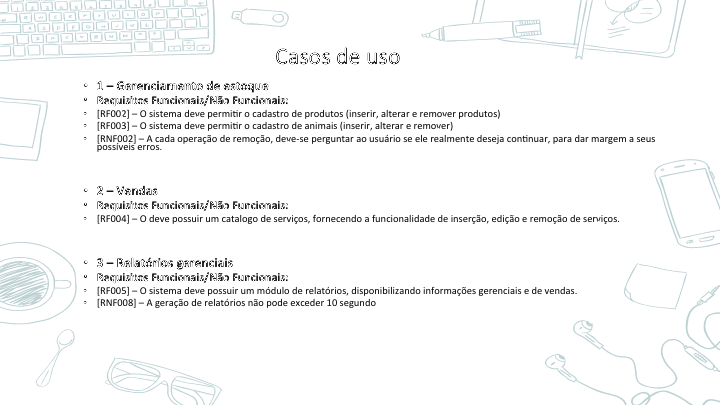 Casos de uso
• 1 – Gerenciamento de estoque
• Requisitos Funcionais/Não Funcionais:
• [RF002] – O sistema deve permitir o cadastro de produtos (inserir, alterar e remover produtos)
• [RF003] – O sistema deve permitir o cadastro de animais (inserir, alterar e remover)
• [RNF002] – A cada operação de remoção, deve-se perguntar ao usuário se ele realmente deseja continuar, para dar margem a seus
possíveis erros.
• 2 – Vendas
• Requisitos Funcionais/Não Funcionais:
• [RF004] – O deve possuir um catalogo de serviços, fornecendo a funcionalidade de inserção, edição e remoção de serviços.
• 3 – Relatórios gerenciais
• Requisitos Funcionais/Não Funcionais:
• [RF005] – O sistema deve possuir um módulo de relatórios, disponibilizando informações gerenciais e de vendas.
• [RNF008] – A geração de relatórios não pode exceder 10 segundo